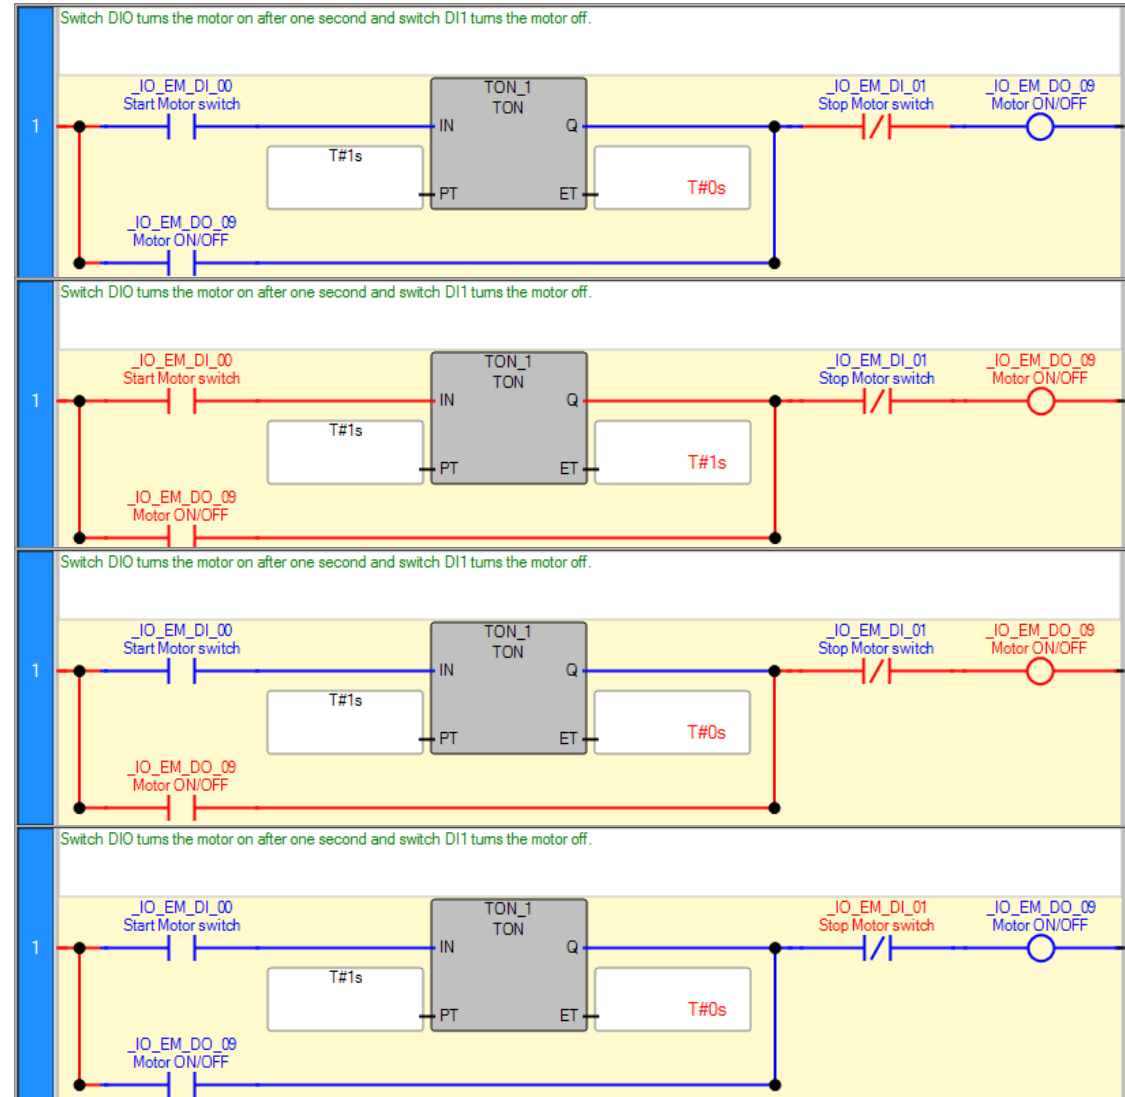 Switch DIO turns the motor on after one second and switch DI1 turns the motor off.
_IO_EM_DI_00
Start Motor switch
TON_1
TON
_IO_EM_DI_01
Stop Motor switch
_IO_EM_DO_09
Motor ON/OFF
1
IN
Q
T#1s
PT
ET
T#0s
_IO_EM_DO_09
Motor ON/OFF
Switch DIO turns the motor on after one second and switch DI1 turns the motor off.
_IO_EM_DI_00
Start Motor switch
TON_1
TON
_IO_EM_DI_01
Stop Motor switch
_IO_EM_DO_09
Motor ON/OFF
1
IN
Q
T#1s
PT
ET
T#1s
_IO_EM_DO_09
Motor ON/OFF
Switch DIO turns the motor on after one second and switch DI1 turns the motor off.
_IO_EM_DI_00
Start Motor switch
TON_1
TON
_IO_EM_DI_01
Stop Motor switch
_IO_EM_DO_09
Motor ON/OFF
1
IN
Q
T#1s
PT
ET
T#0s
_IO_EM_DO_09
Motor ON/OFF
Switch DIO turns the motor on after one second and switch DI1 turns the motor off.
_IO_EM_DI_00
Start Motor switch
TON_1
TON
_IO_EM_DI_01
Stop Motor switch
_IO_EM_DO_09
Motor ON/OFF
1
IN
Q
T#1s
PT
ET
T#0s
_IO_EM_DO_09
Motor ON/OFF